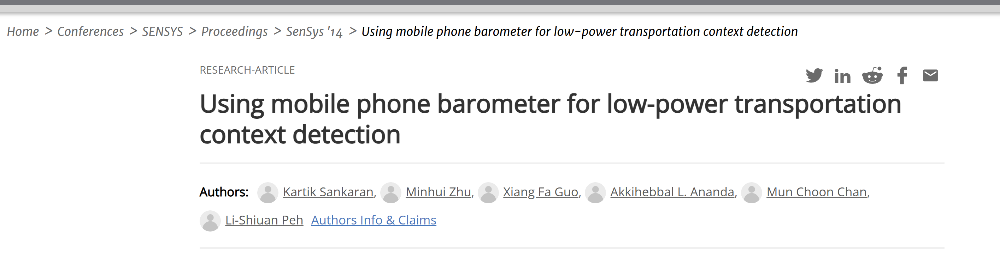 Home > Conferences > SENSYS > Proceedings > SenSys '14 > Using mobile phone barometer for low-power transportation context detection
RESEARCH-ARTICLE
Using mobile phone barometer for low-power transportation
context detection
Authors: Kartik Sankaran, Minhui Zhu, Xiang Fa Guo, Akkihebbal L. Ananda, Mun Choon Chan,
Li-Shiuan Peh Authors Info & Claims